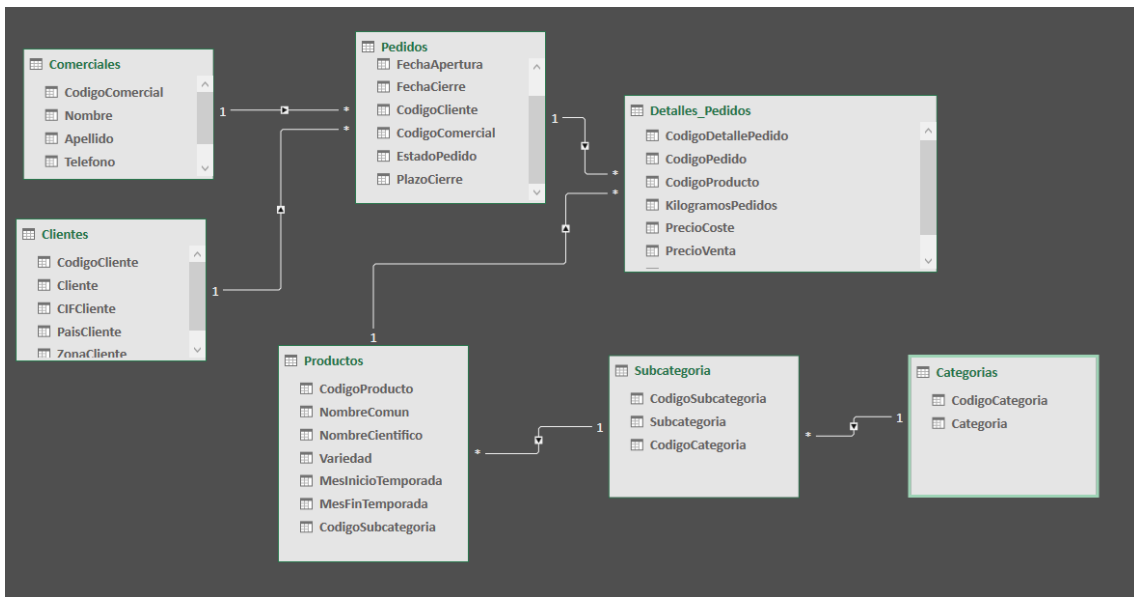 Comerciales
CodigoComercial
Nombre
Apellido
Telefono
1
*
Pedidos
FechaApertura
FechaCierre
CodigoCliente
CodigoComercial
EstadoPedido
PlazoCierre
*
1
Detalles_Pedidos
CodigoDetallePedido
CodigoPedido
CodigoProducto
KilogramosPedidos
PrecioCoste
PrecioVenta
*
*
Clientes
CodigoCliente
Cliente
CIFCliente
PaisCliente
ZonaCliente
1
1
Productos
CodigoProducto
NombreComun
NombreCientifico
Variedad
MesInicioTemporada
MesFinTemporada
CodigoSubcategoria
*
1
Subcategoria
CodigoSubcategoria
Subcategoria
CodigoCategoria
*
1
Categorias
CodigoCategoria
Categoria